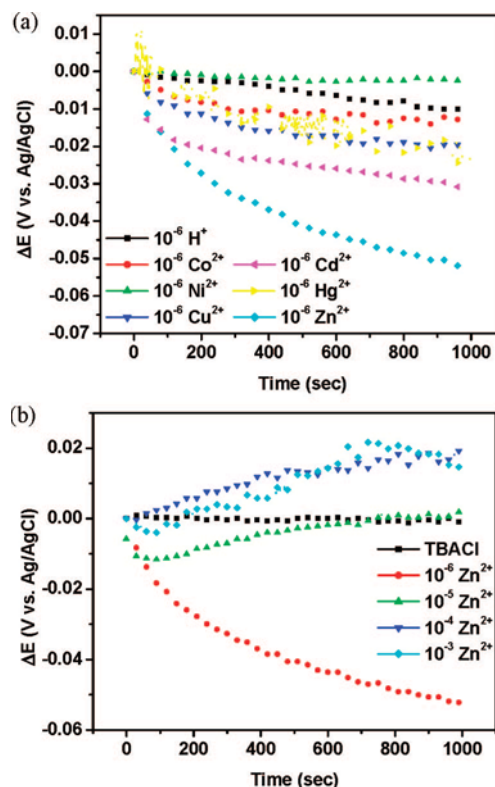 (a)
0.01
0.00
-0.01
-0.02
-0.03
-0.04
-0.05
-0.06
-0.07
ΔE (V vs. Ag/AgCl)
10⁻⁶ H⁺
10⁻⁶ Co²⁺
10⁻⁶ Ni²⁺
10⁻⁶ Cu²⁺
10⁻⁶ Cd²⁺
10⁻⁶ Hg²⁺
10⁻⁶ Zn²⁺
0 200 400 600 800 1000
Time (sec)
(b)
0.02
0.00
-0.02
-0.04
-0.06
ΔE (V vs. Ag/AgCl)
TBACl
10⁻⁶ Zn²⁺
10⁻⁵ Zn²⁺
10⁻⁴ Zn²⁺
10⁻³ Zn²⁺
0 200 400 600 800 1000
Time (sec)